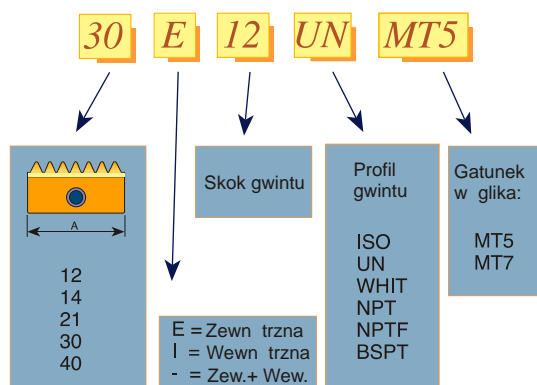 30 E 12 UN MT5
A
12
14
21
30
40
E = Zewn trzna
I = Wewn trzna
- = Zew.+ Wew.
Skok gwintu
Profil
gwintu
ISO
UN
WHIT
NPT
NPTF
BSPT
Gatunek
w glika:
MT5
MT7